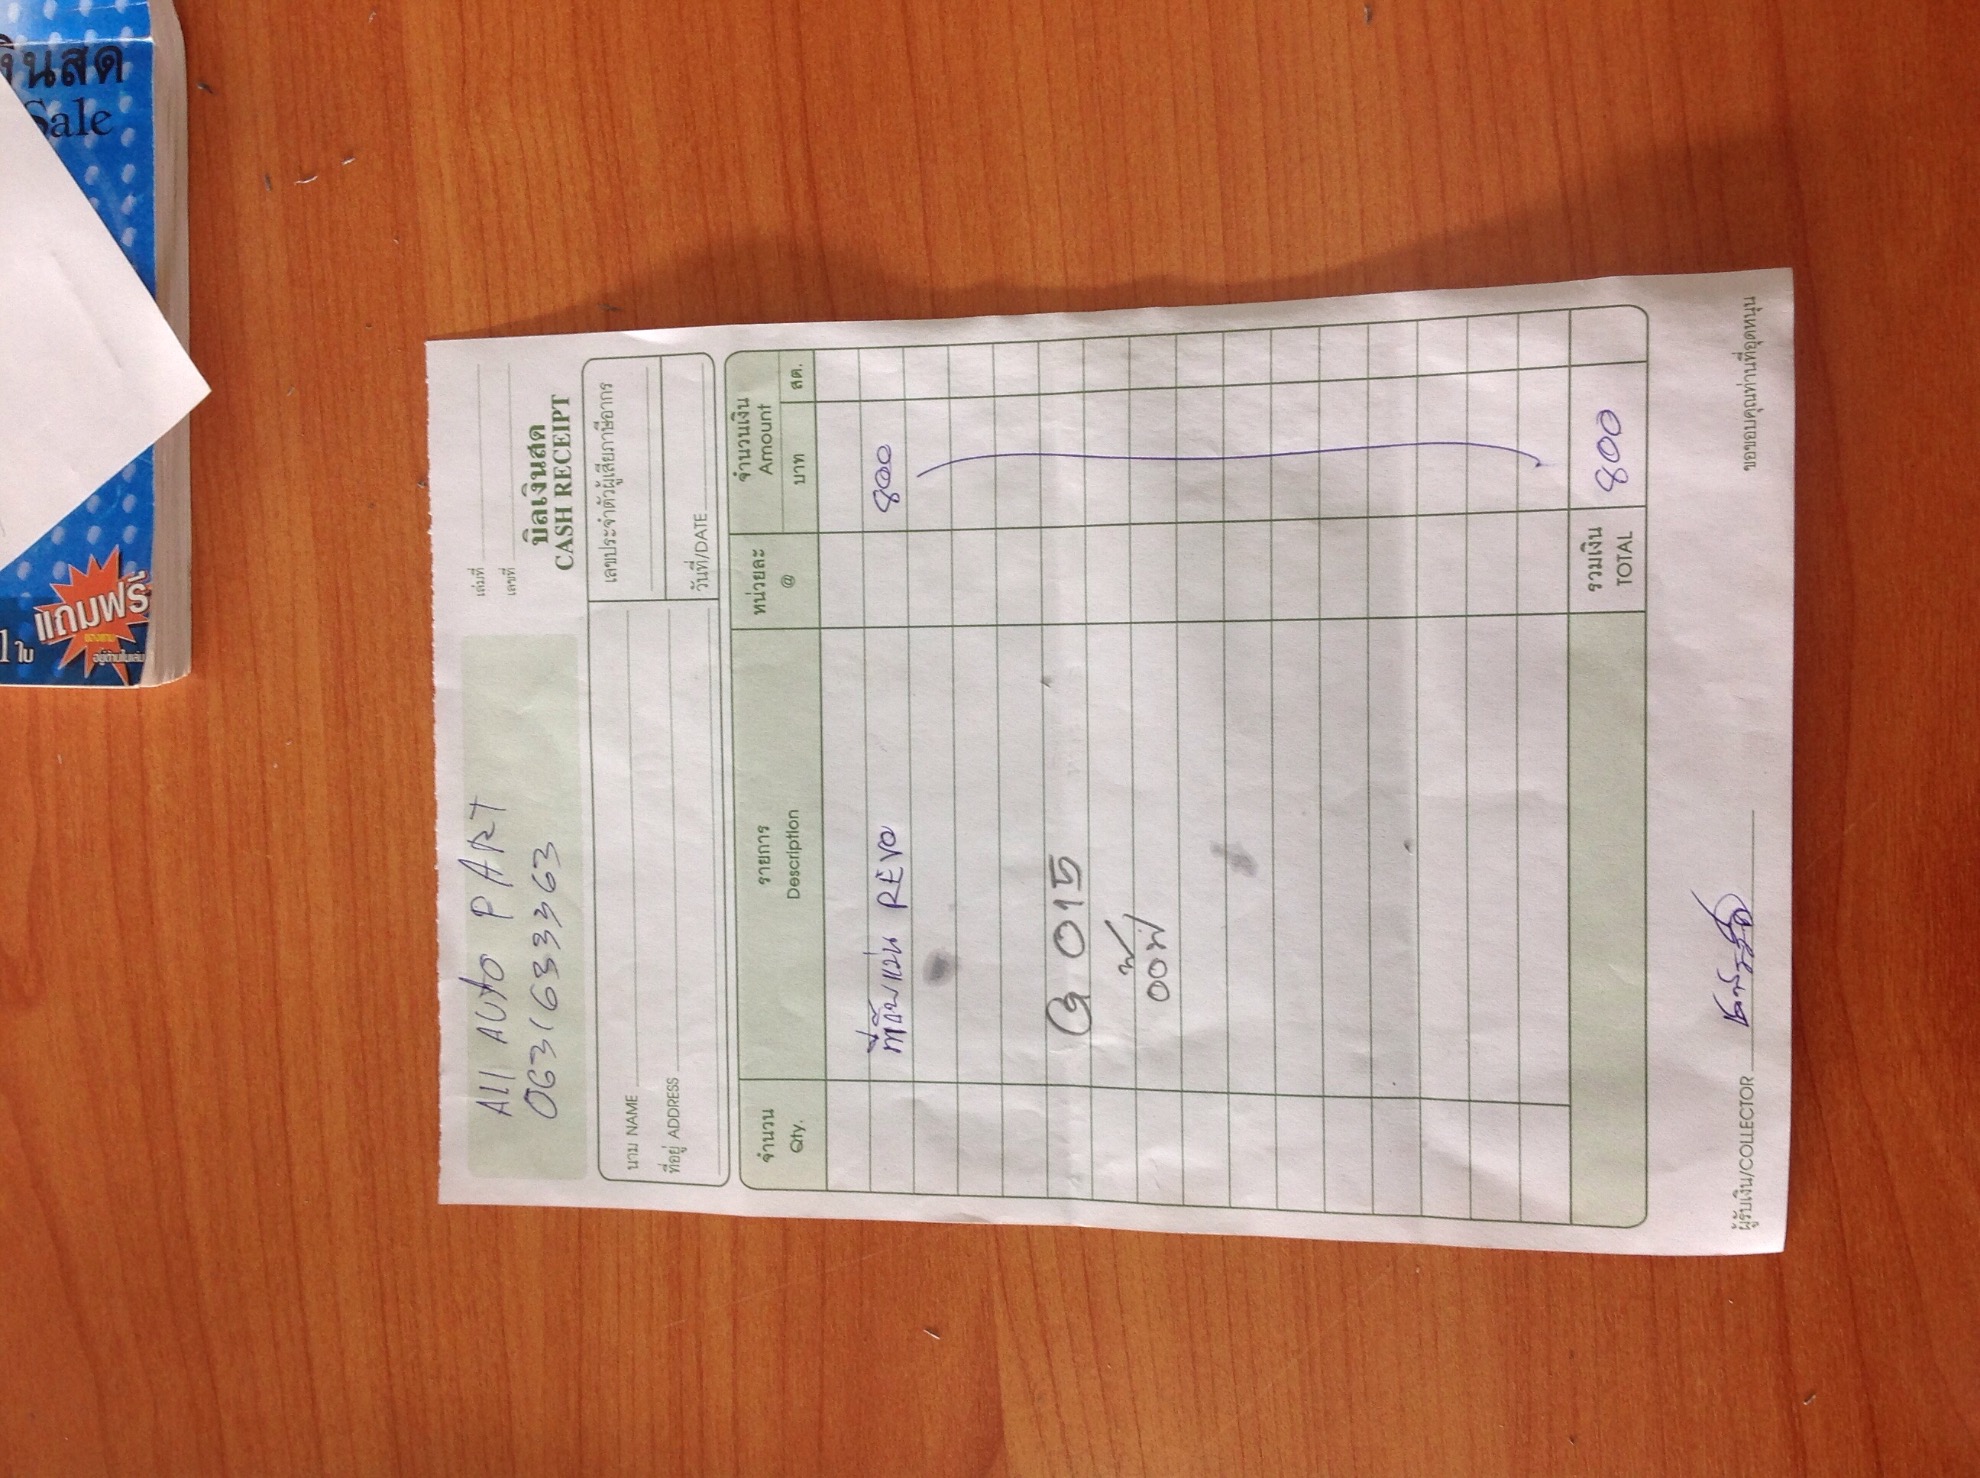 งินสด
Sale
1 ใบ
แถมฟรี
All AUTO PART
0631633363
เล่มที่
เลขที่
บิลเงินสด
CASH RECEIPT
นาม NAME
ที่อยู่ ADDRESS
เลขประจำตัวผู้เสียภาษีอากร
วันที่/DATE
จำนวน
Qty.
รายการ
Description
หน่วยละ
@
จำนวนเงิน
Amount
บาท
สต.
REVO 800
015
รวมเงิน
TOTAL
800
ผู้รับเงิน/COLLECTOR
ขอขอบคุณท่านที่อุดหนุน